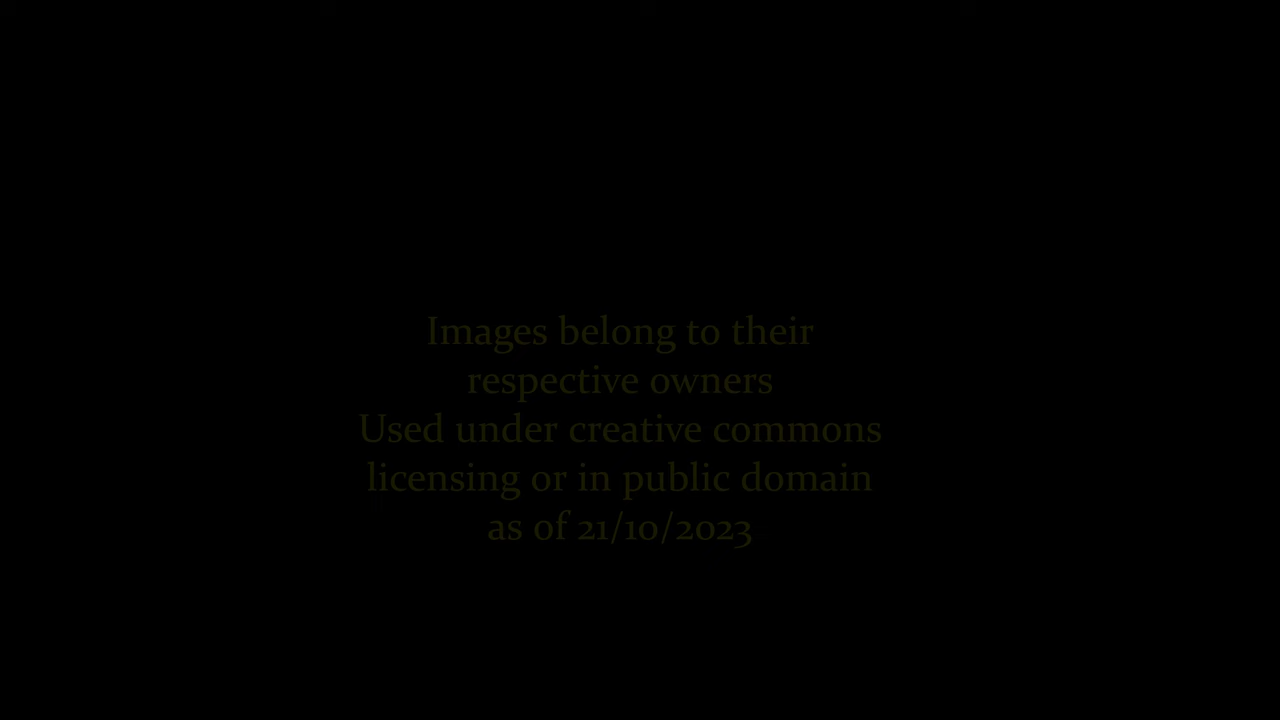 Images belong to their
respective owners
Used under creative commons
licensing or in public domain
as of 21/10/2023